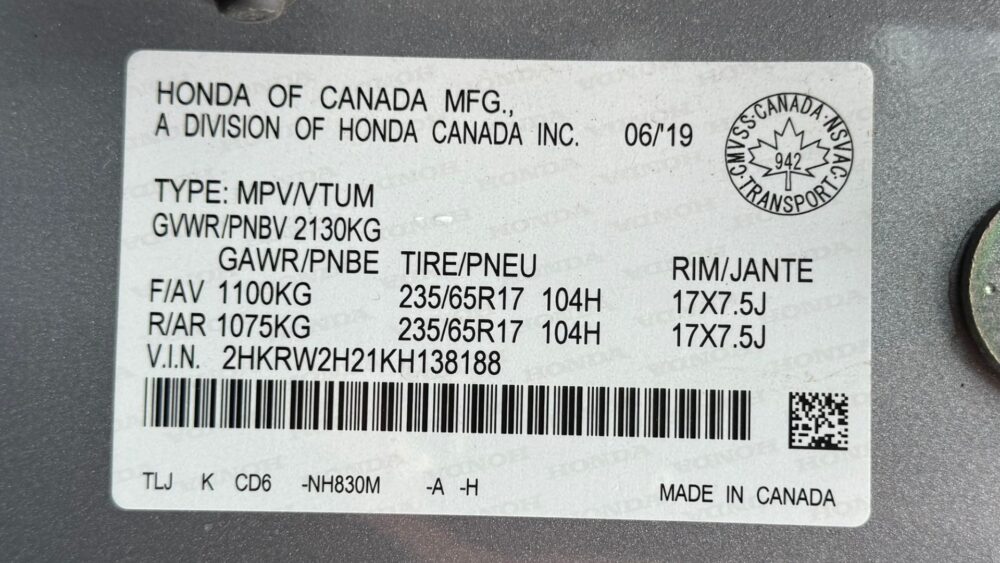 HONDA OF CANADA MFG.,
A DIVISION OF HONDA CANADA INC. 06/'19
CMVSS·CANADA·NSVAC·TRANSPORT·
942
TYPE: MPV/VTUM
GVWR/PNBV 2130KG
GAWR/PNBE TIRE/PNEU RIM/JANTE
F/AV 1100KG 235/65R17 104H 17X7.5J
R/AR 1075KG 235/65R17 104H 17X7.5J
V.I.N. 2HKRW2H21KH138188
TLJ K CD6 -NH830M -A -H MADE IN CANADA